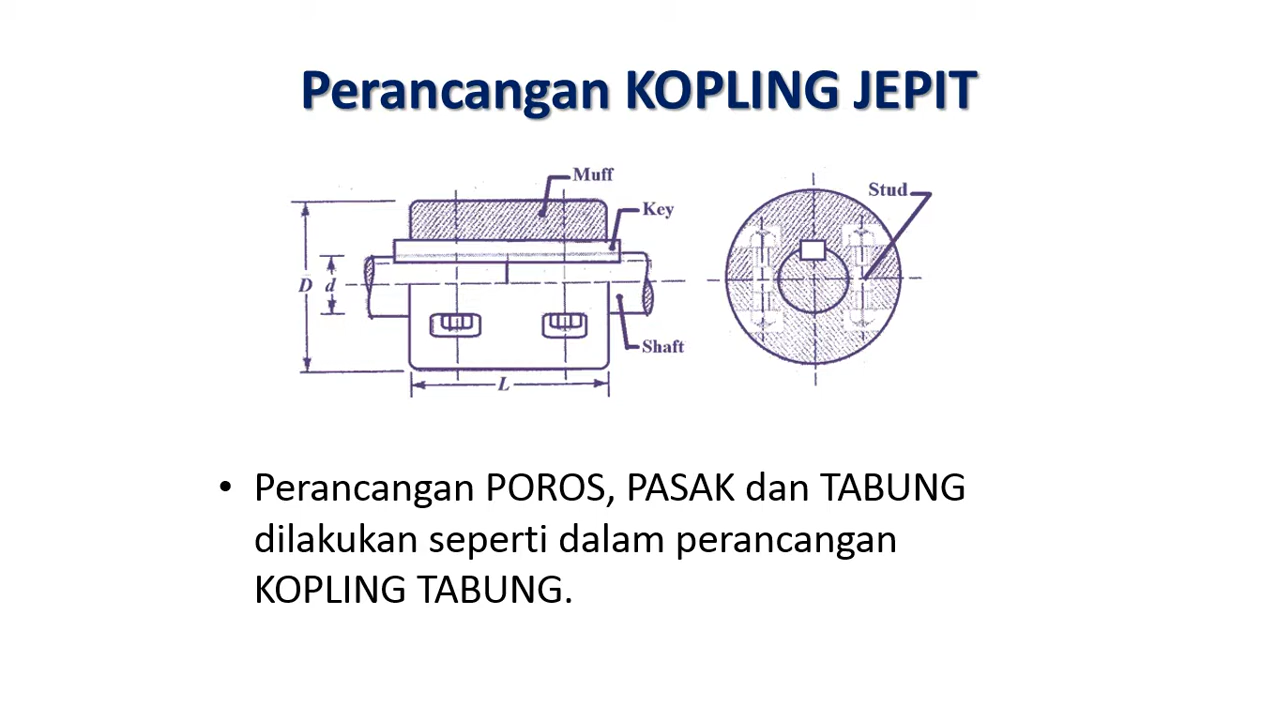 Perancangan KOPLING JEPIT
Muff
Key
Stud
D
d
Shaft
L
• Perancangan POROS, PASAK dan TABUNG
dilakukan seperti dalam perancangan
KOPLING TABUNG.